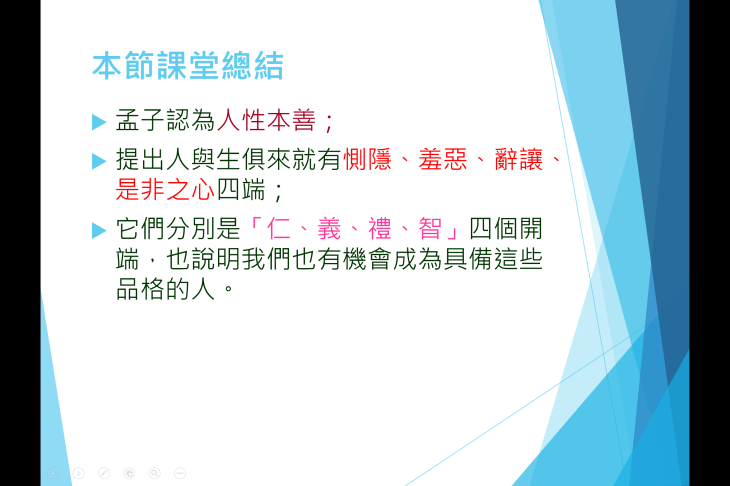 本節課堂總結
孟子認為人性本善；
提出人與生俱來就有惻隱、羞惡、辭讓、
是非之心四端；
它們分別是「仁、義、禮、智」四個開
端，也說明我們也有機會成為具備這些
品格的人。